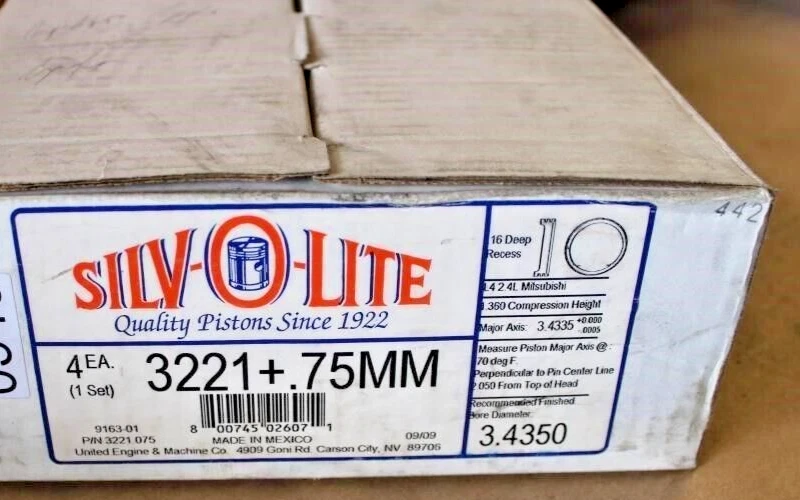 442
SILV-O-LITE
Quality Pistons Since 1922
4 EA.
(1 Set)
3221+.75MM
8 00745 02607 1
9163-01
P/N 3221.075
MADE IN MEXICO
09/09
United Engine & Machine Co. 4909 Goni Rd. Carson City, NV 89706
16 Deep
Recess
L4 2.4L Mitsubishi
1.360 Compression Height
Major Axis: 3.4335 +0.000
-.0005
Measure Piston Major Axis @
70 deg F.
Perpendicular to Pin Center Line
2.050 From Top of Head
Recommended Finished
Bore Diameter:
3.4350